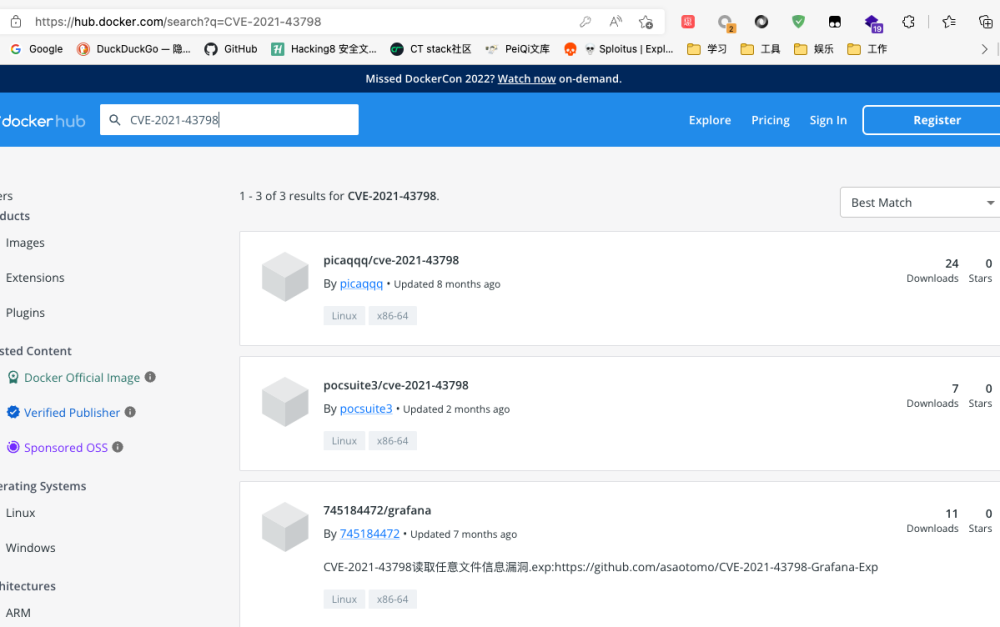 https://hub.docker.com/search?q=CVE-2021-43798
A
2
19
Google
DuckDuckGo — 隐...
GitHub
Hacking8 安全文...
CT stack社区
PeiQi文库
Sploitus | Expl...
学习
工具
娱乐
工作
Missed DockerCon 2022? Watch now on-demand.
docker hub
CVE-2021-43798
Explore
Pricing
Sign In
Register
ers
ducts
Images
Extensions
Plugins
sted Content
Docker Official Image
Verified Publisher
Sponsored OSS
erating Systems
Linux
Windows
hitectures
ARM
1 - 3 of 3 results for CVE-2021-43798.
Best Match
picaqqq/cve-2021-43798
By picaqqq • Updated 8 months ago
Linux x86-64
24 0
Downloads Stars
pocsuite3/cve-2021-43798
By pocsuite3 • Updated 2 months ago
Linux x86-64
7 0
Downloads Stars
745184472/grafana
By 745184472 • Updated 7 months ago
CVE-2021-43798读取任意文件信息漏洞.exp:https://github.com/asaotomo/CVE-2021-43798-Grafana-Exp
Linux x86-64
11 0
Downloads Stars